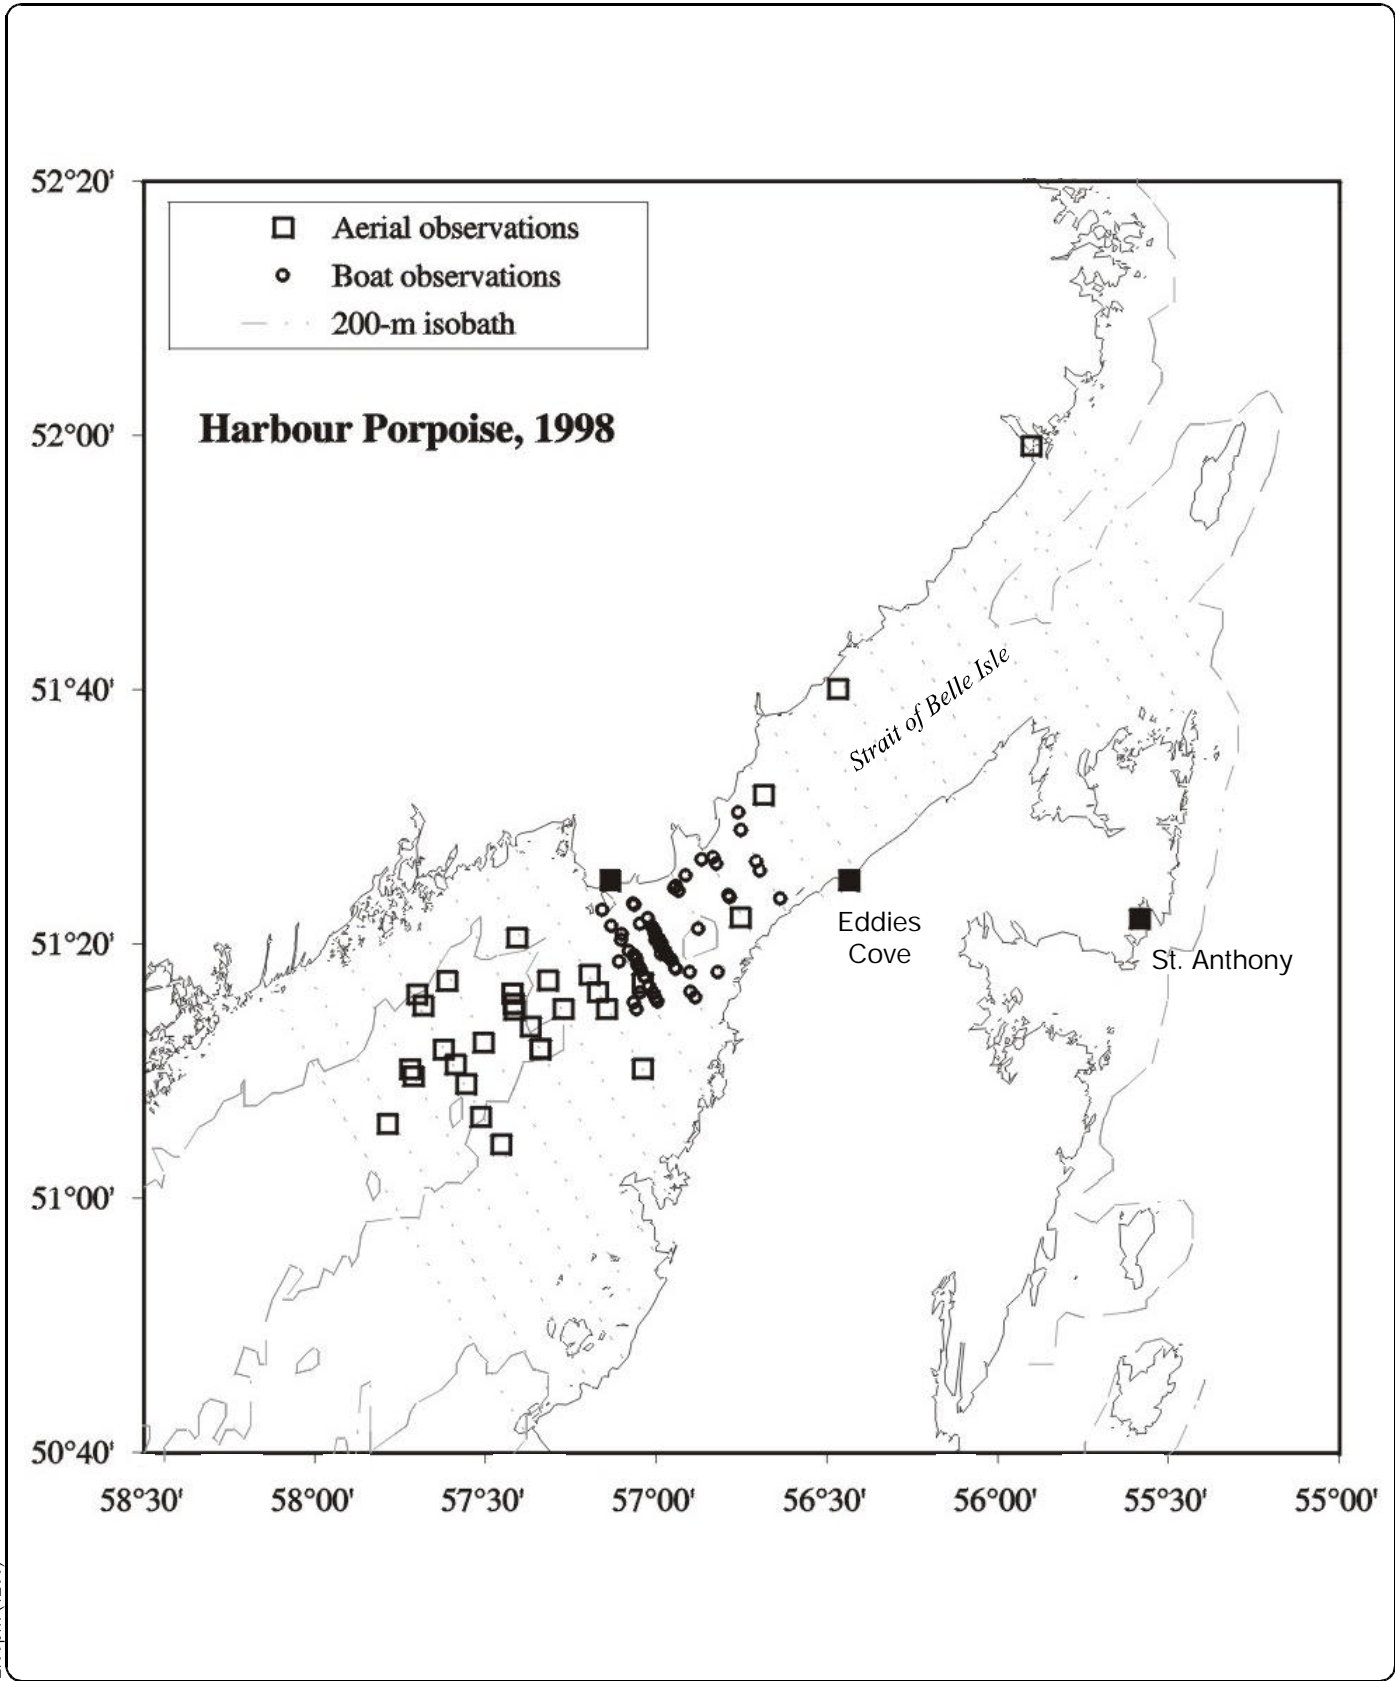 52°20'
Aerial observations
Boat observations
200-m isobath
52°00'
Harbour Porpoise, 1998
51°40'
Strait of Belle Isle
Eddies
Cove
51°20'
St. Anthony
51°00'
50°40'
58°30' 58°00' 57°30' 57°00' 56°30' 56°00' 55°30' 55°00'